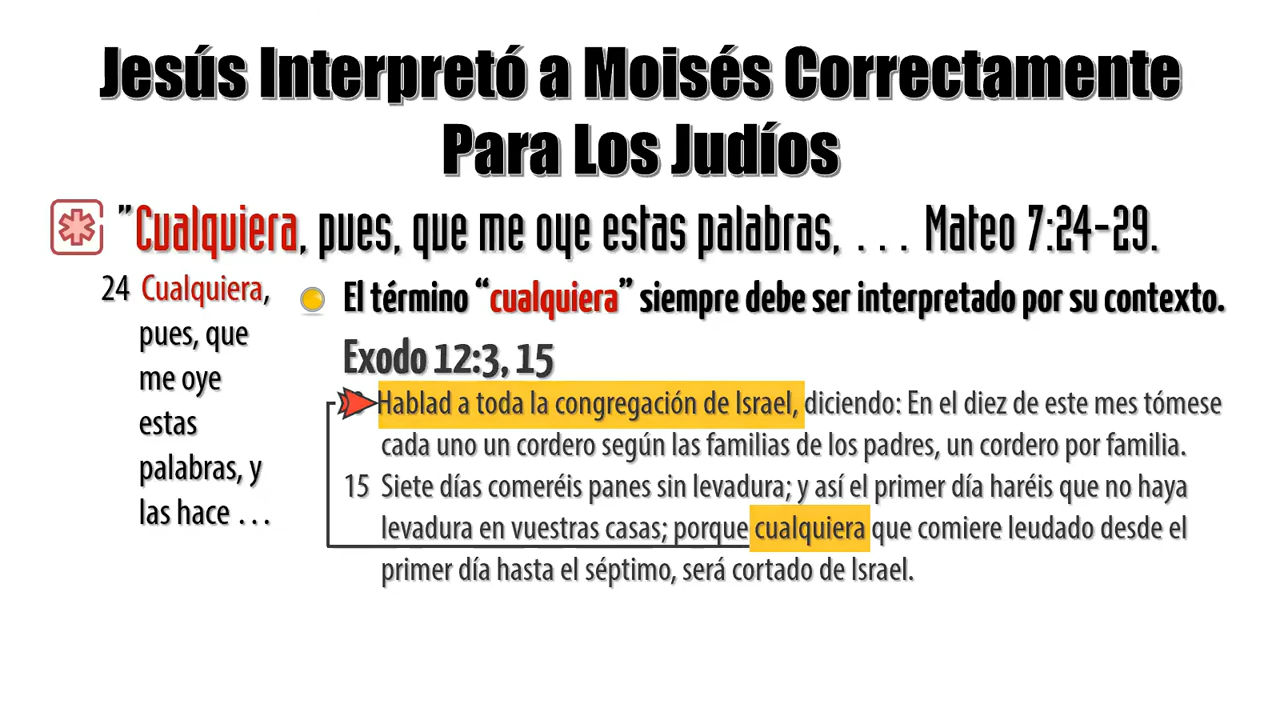 Jesús Interpretó a Moisés Correctamente
Para Los Judíos
"Cualquiera, pues, que me oye estas palabras, . . . Mateo 7:24-29.
24 Cualquiera,
pues, que
me oye
estas
palabras, y
las hace . . .
El término “cualquiera” siempre debe ser interpretado por su contexto.
Exodo 12:3, 15
Hablad a toda la congregación de Israel, diciendo: En el diez de este mes tómese
cada uno un cordero según las familias de los padres, un cordero por familia.
15 Siete días comeréis panes sin levadura; y así el primer día haréis que no haya
levadura en vuestras casas; porque cualquiera que comiere leudado desde el
primer día hasta el séptimo, será cortado de Israel.